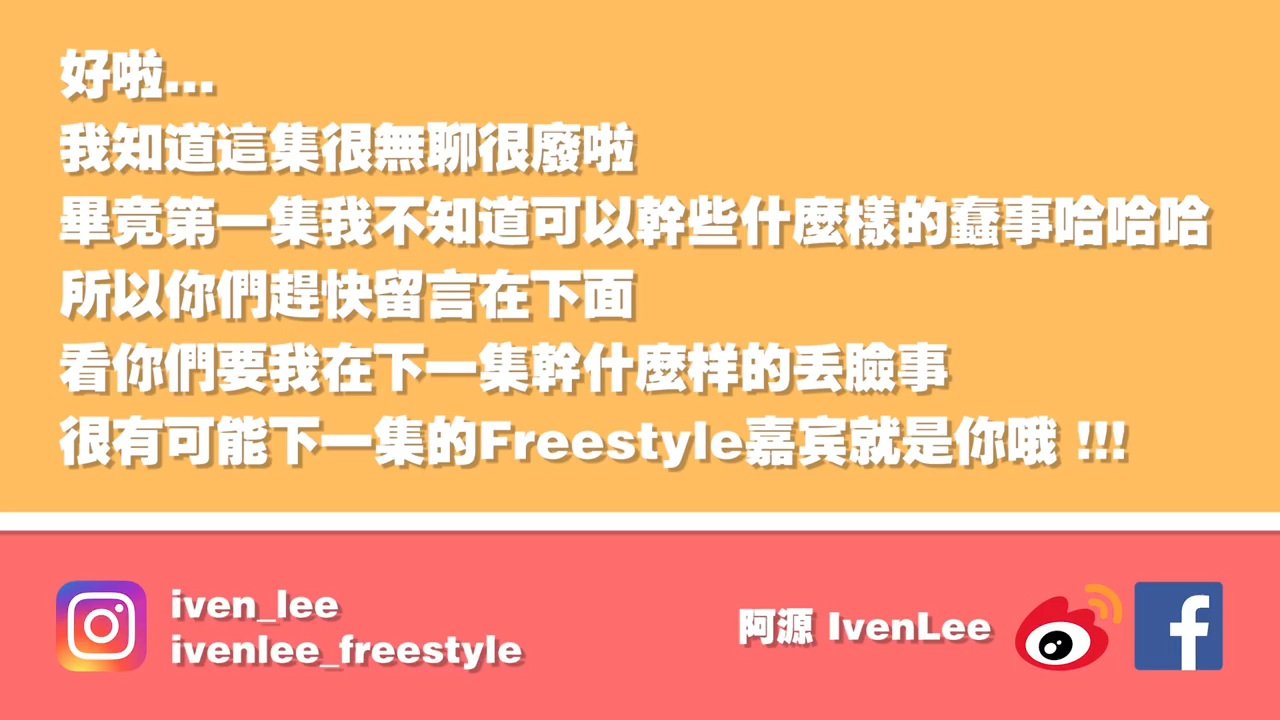 好啦...
我知道這集很無聊很廢啦
畢竟第一集我不知道可以幹些什麼樣的蠢事哈哈哈
所以你們趕快留言在下面
看你們要我在下一集幹什麼样的丢臉事
很有可能下一集的Freestyle嘉宾就是你哦 !!!
iven_lee
ivenlee_freestyle
阿源 IvenLee